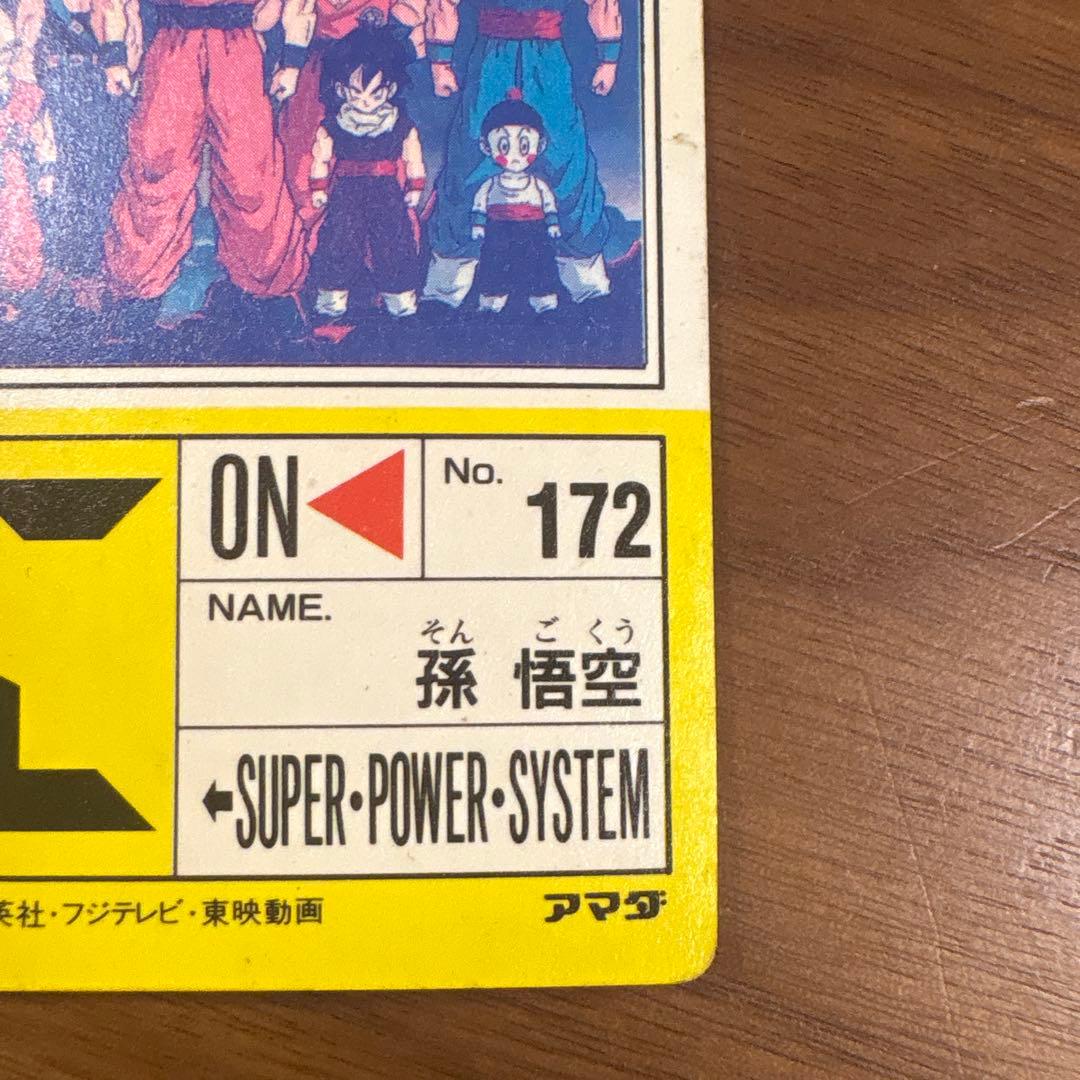 ON
No.
172
NAME.
そん ご くう
孫 悟空
←SUPER・POWER・SYSTEM
英社・フジテレビ・東映動画
アマダ